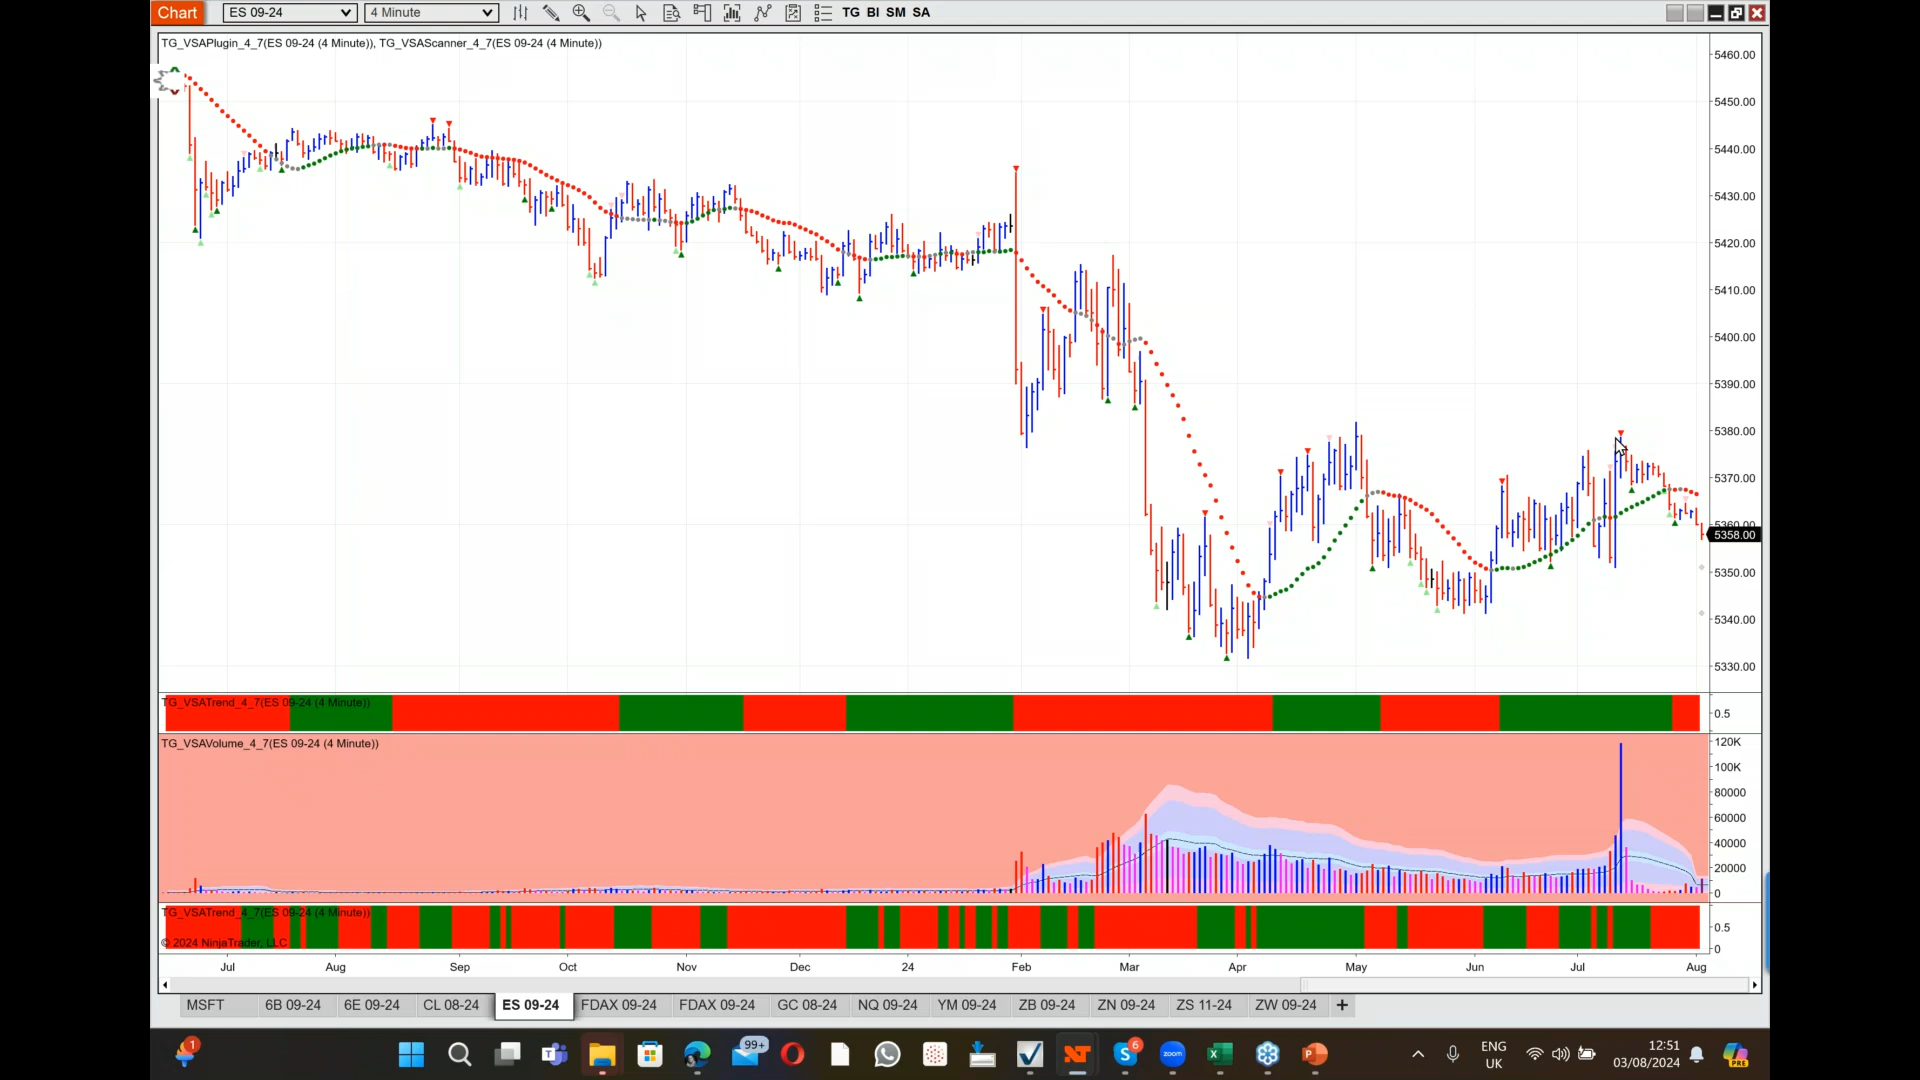 Chart ES 09-24 4 Minute TG BI SM SA
TG_VSAPlugin_4_7(ES 09-24 (4 Minute)), TG_VSAScanner_4_7(ES 09-24 (4 Minute))
5460.00
5450.00
5440.00
5430.00
5420.00
5410.00
5400.00
5390.00
5380.00
5370.00
5360.00
5358.00
5350.00
5340.00
5330.00
TG_VSATrend_4_7(ES 09-24 (4 Minute))
0.5
TG_VSAVolume_4_7(ES 09-24 (4 Minute))
120K
100K
80000
60000
40000
20000
0
TG_VSATrend_4_7(ES 09-24 (4 Minute))
0.5
© 2024 NinjaTrader, LLC
0
Jul Aug Sep Oct Nov Dec 24 Feb Mar Apr May Jun Jul Aug
MSFT 6B 09-24 6E 09-24 CL 08-24 ES 09-24 FDAX 09-24 FDAX 09-24 GC 08-24 NQ 09-24 YM 09-24 ZB 09-24 ZN 09-24 ZS 11-24 ZW 09-24 +
1 99+ zoom 6 ENG 12:51
UK 03/08/2024 PRE